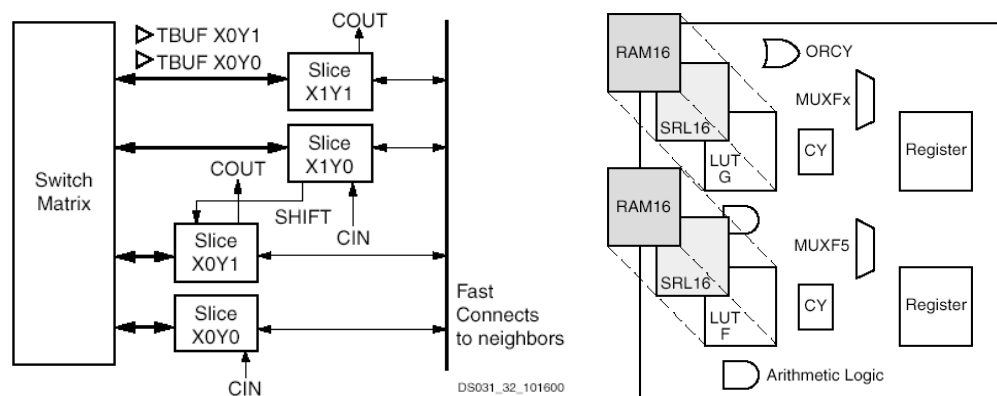 COUT
TBUF X0Y1
TBUF X0Y0
Slice
X1Y1
Slice
X1Y0
COUT
Switch
Matrix
SHIFT
CIN
Slice
X0Y1
Slice
X0Y0
Fast
Connects
to neighbors
CIN
DS031_32_101600
RAM16
ORCY
MUXFx
SRL16
LUT
G
CY
Register
RAM16
MUXF5
SRL16
LUT
F
CY
Register
Arithmetic Logic